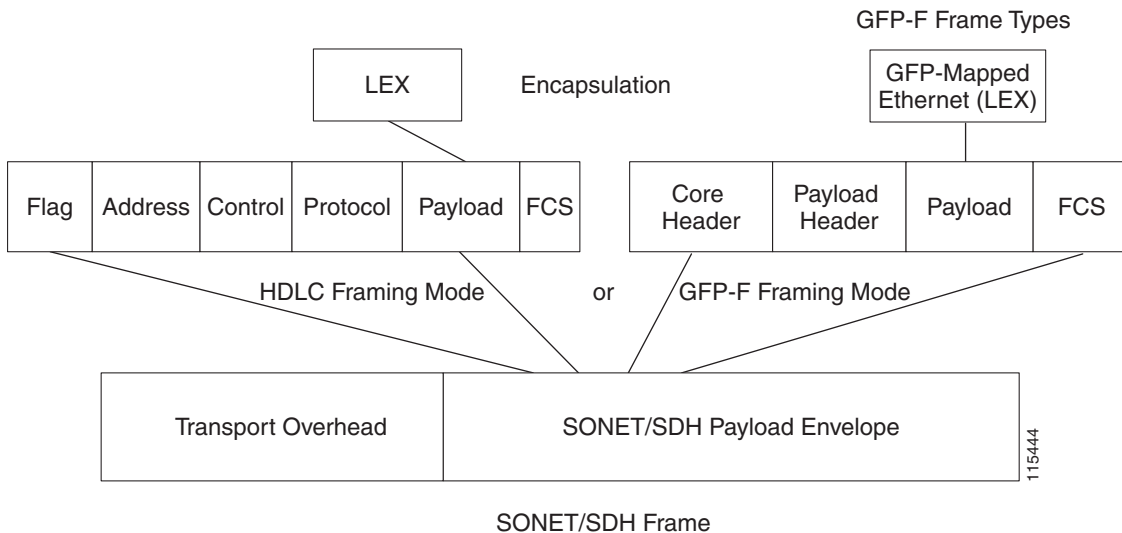 GFP-F Frame Types
LEX
Encapsulation
GFP-Mapped
Ethernet (LEX)
Flag
Address
Control
Protocol
Payload
FCS
Core
Header
Payload
Header
Payload
FCS
HDLC Framing Mode
or
GFP-F Framing Mode
Transport Overhead
SONET/SDH Payload Envelope
115444
SONET/SDH Frame